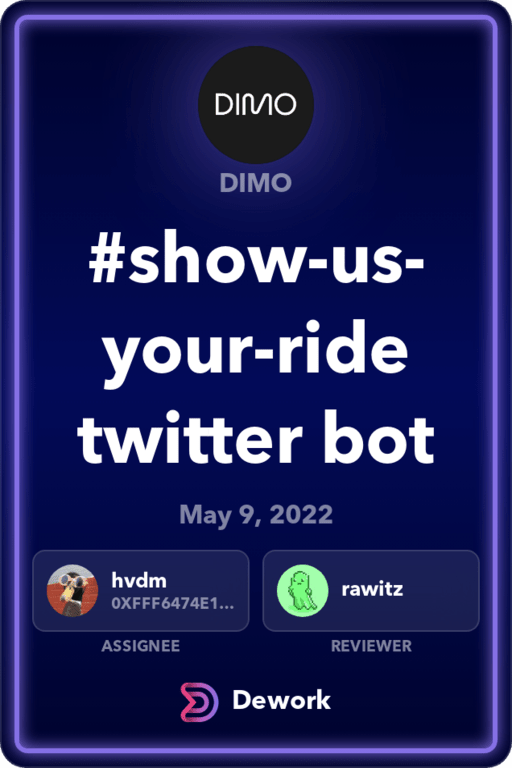 DIMO
DIMO
#show-us-
your-ride
twitter bot
May 9, 2022
hvdm
0XFFF6474E1...
rawitz
ASSIGNEE
REVIEWER
Dework